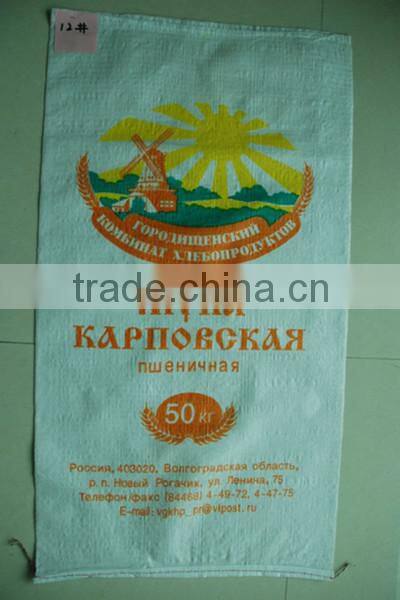 12#
ГОРОДИЩЕНСКИЙ
КОМБИНАТ ХЛЕБОПРОДУКТОВ
trade.china.cn
КАРПОВСКАЯ
пшеничная
50 кг
Россия, 403020, Волгоградская область,
р. п. Новый Рогачик, ул. Ленина, 75
Телефон/факс (84468) 4-49-72, 4-47-75
E-mail: vgkhp_pr@vlpost.ru